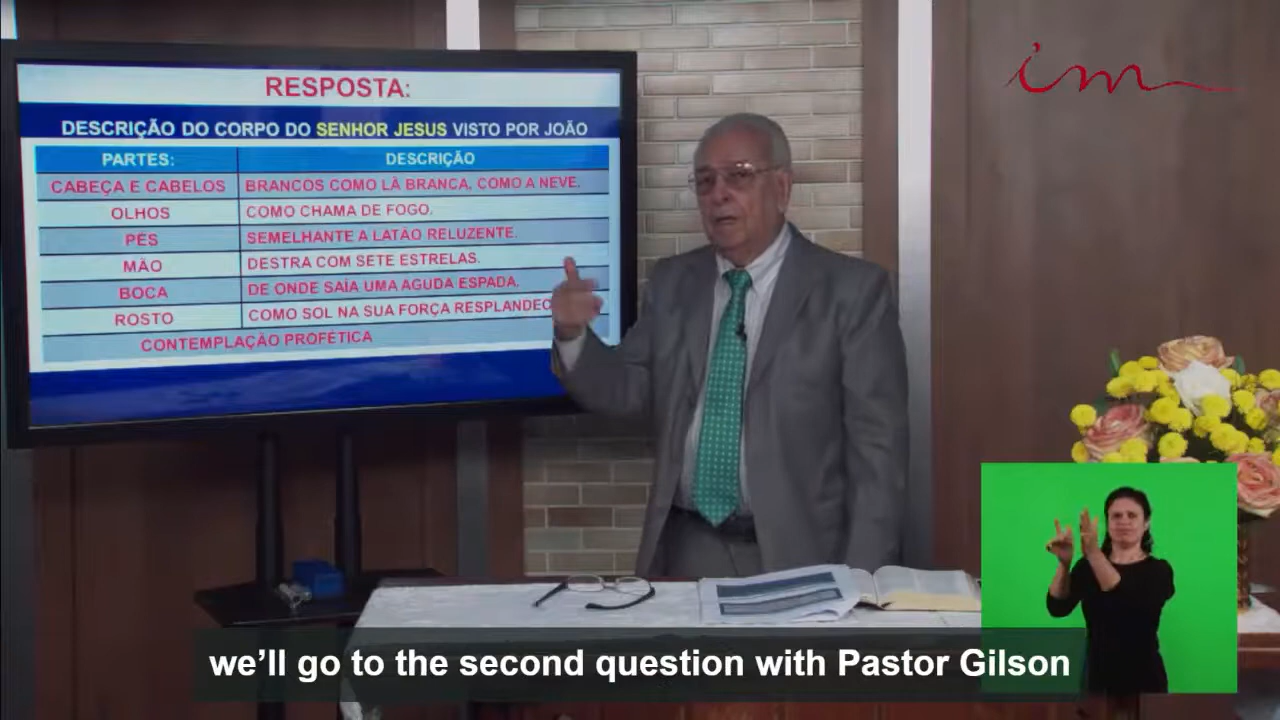 im
RESPOSTA:
DESCRIÇÃO DO CORPO DO SENHOR JESUS VISTO POR JOÃO
PARTES: DESCRIÇÃO
CABEÇA E CABELOS BRANCOS COMO LÃ BRANCA, COMO A NEVE.
OLHOS COMO CHAMA DE FOGO.
PÉS SEMELHANTE A LATÃO RELUZENTE.
MÃO DESTRA COM SETE ESTRELAS.
BOCA DE ONDE SAÍA UMA AGUDA ESPADA.
ROSTO COMO SOL NA SUA FORÇA RESPLANDEC
CONTEMPLAÇÃO PROFÉTICA
we’ll go to the second question with Pastor Gilson